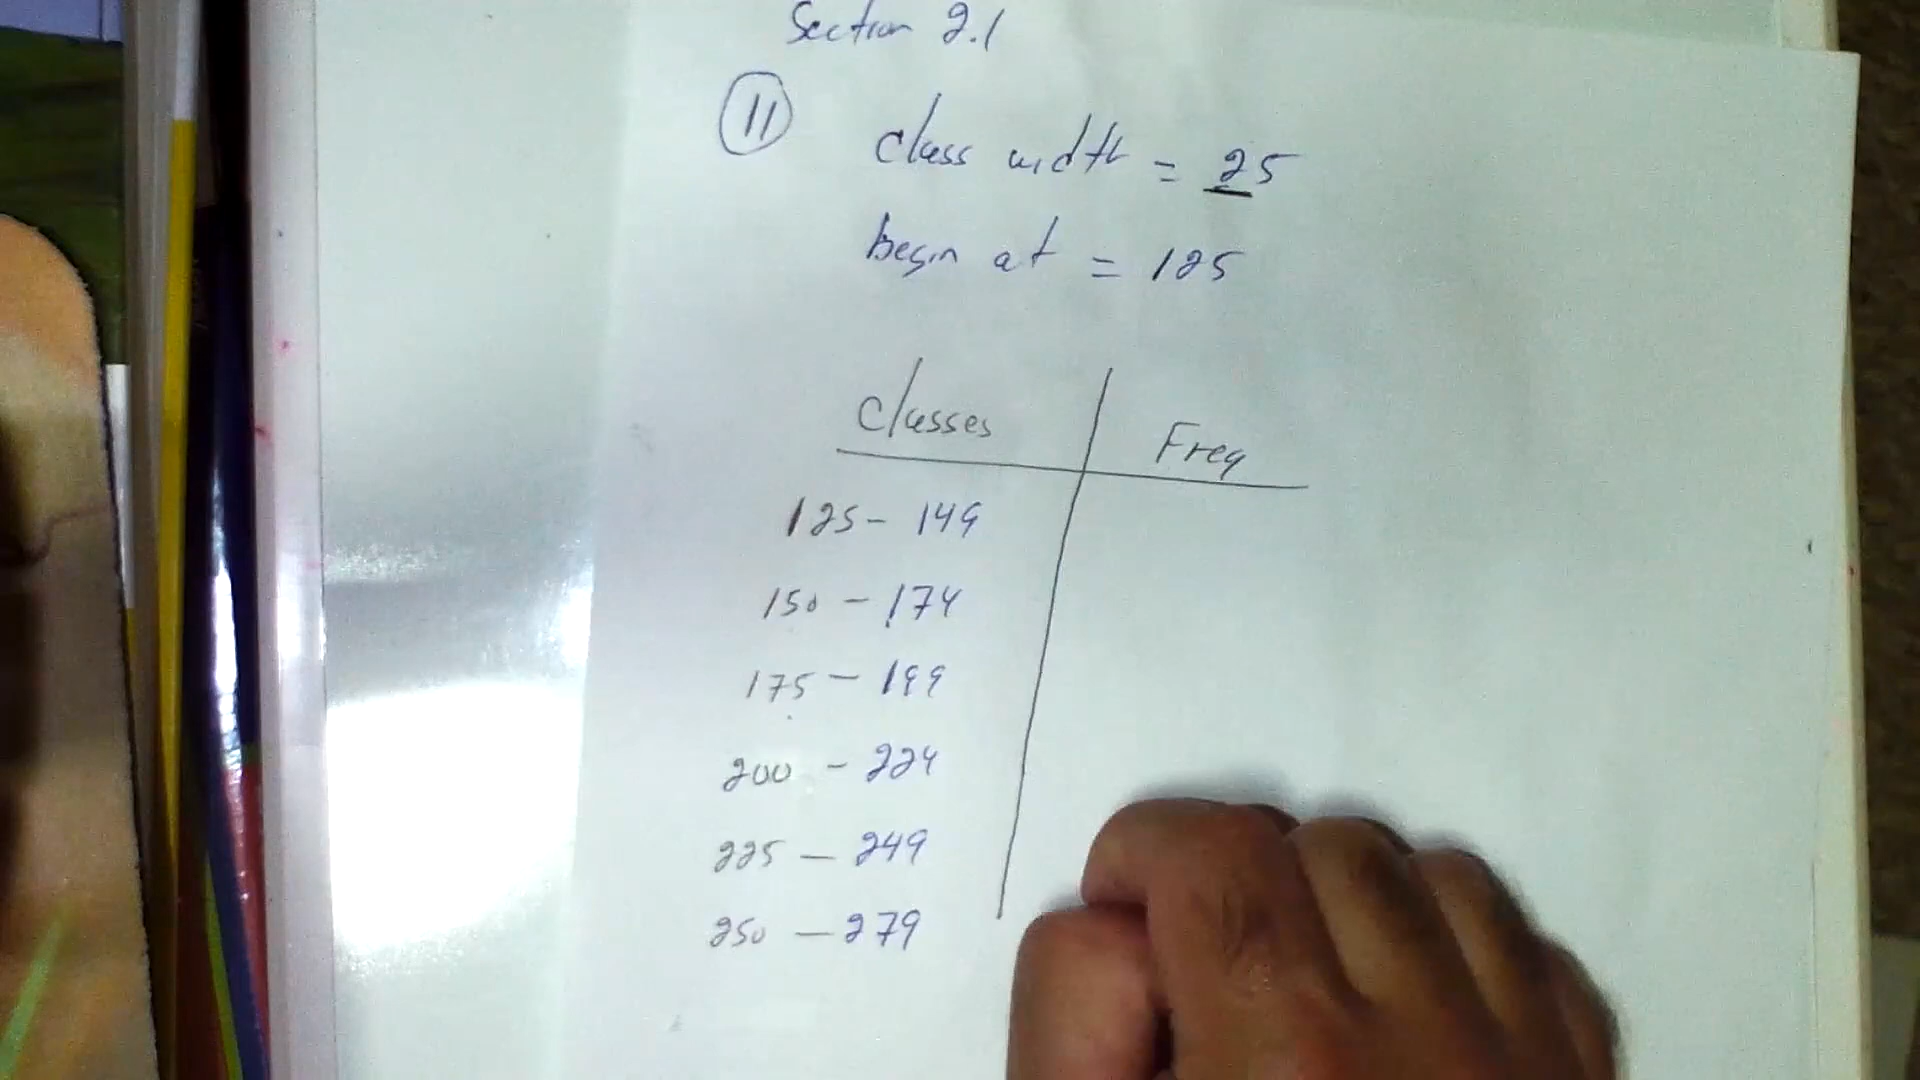 Section 2.1
11 class width = 25
begin at = 125
Classes Freq
125 - 149
150 - 174
175 - 199
200 - 224
225 - 249
250 - 279